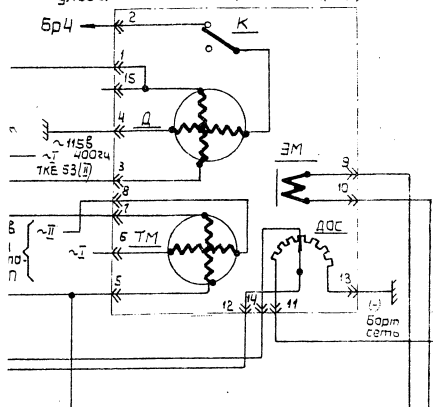 Бр4
2
К
1
15
4
Д
~115в
~I 400гц
ТКЕ 53(II)
3
ЭМ
9
10
8
7
~II
~I
6 ТМ
ДОС
5
12 14 11
13
(-)
Борт
сеть